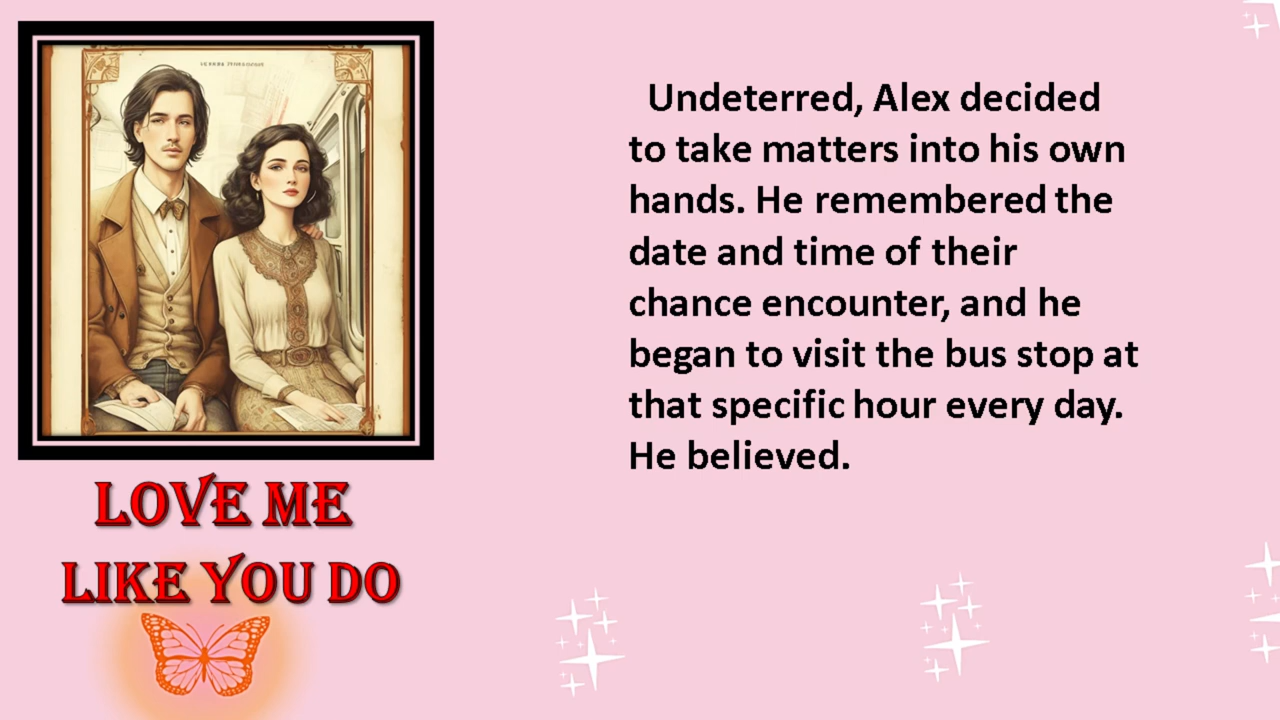 Undeterred, Alex decided
to take matters into his own
hands. He remembered the
date and time of their
chance encounter, and he
began to visit the bus stop at
that specific hour every day.
He believed.
LOVE ME
LIKE YOU DO